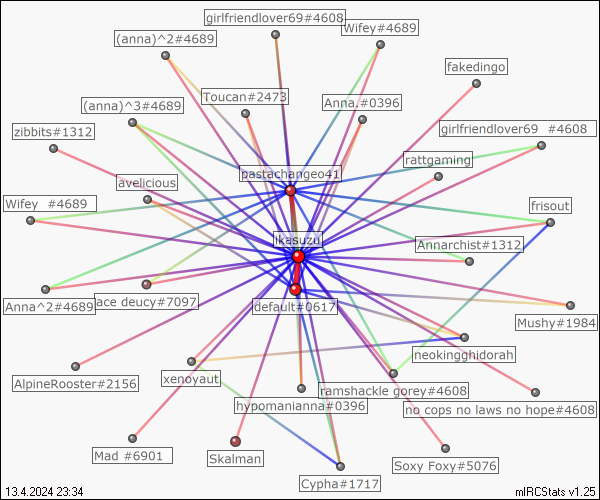 girlfriendlover69#4608
Wifey#4689
(anna)^2#4689
fakedingo
Toucan#2473
Anna,#0396
(anna)^3#4689
zibbits#1312
girlfriendlover69 #4608
rattgaming
pastachangeo41
avelicious
Wifey #4689
frisout
ikasuzu
Annarchist#1312
Anna^2#4689
ace deucy#7097
default#0617
Mushy#1984
neokingghidorah
AlpineRooster#2156
xenoyaut
ramshackle gorey#4608
hypomanianna#0396
no cops no laws no hope#4608
Mad #6901
Skalman
Soxy Foxy#5076
Cypha#1717
13.4.2024 23:34
mIRCStats v1.25